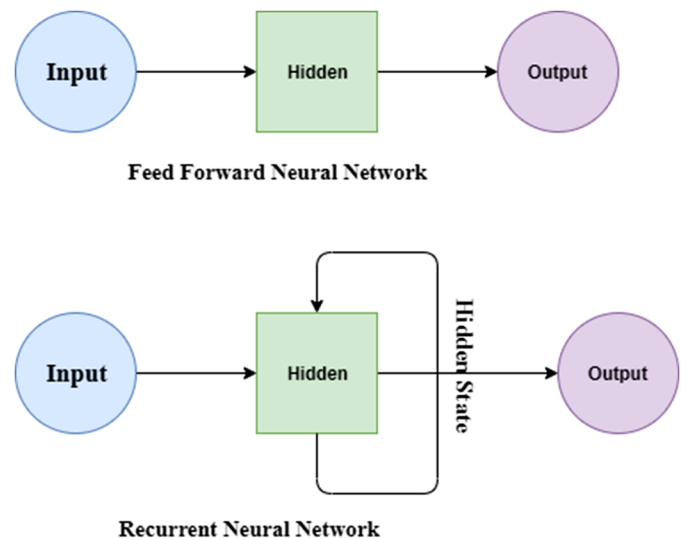 Input
Hidden
Output
Feed Forward Neural Network
Input
Hidden
Hidden State
Output
Recurrent Neural Network